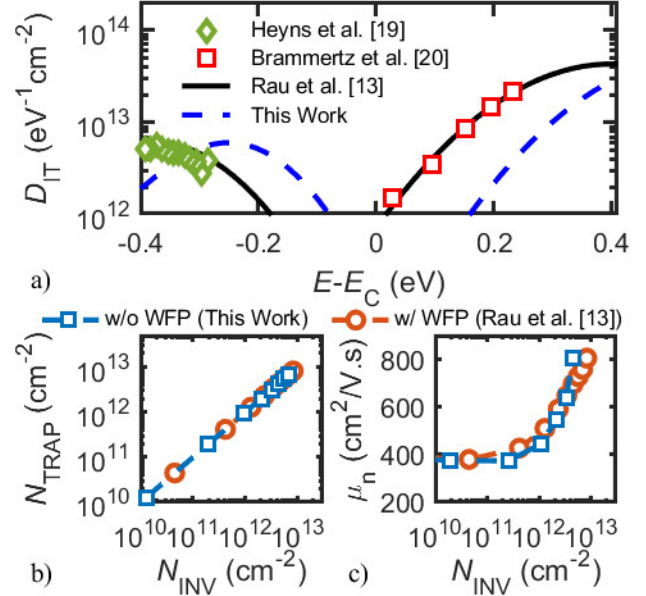 Heyns et al. [19]
Brammertz et al. [20]
Rau et al. [13]
This Work
D_IT (eV^-1cm^-2)
10^14
10^13
10^12
-0.4 -0.2 0 0.2 0.4
a) E-E_C (eV)
w/o WFP (This Work) w/ WFP (Rau et al. [13])
N_TRAP (cm^-2)
10^13
10^12
10^11
10^10
10^10 10^11 10^12 10^13
b) N_INV (cm^-2)
μ_n (cm^2/V.s)
800
600
400
200
10^10 10^11 10^12 10^13
c) N_INV (cm^-2)